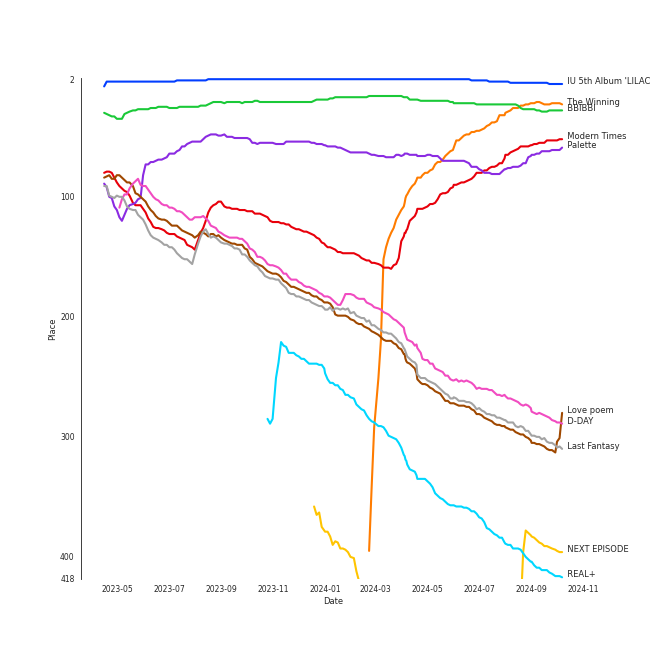 2
100
200
300
400
418
Place
2023-05
2023-07
2023-09
2023-11
2024-01
2024-03
2024-05
2024-07
2024-09
2024-11
Date
IU 5th Album 'LILAC
The Winning
BBIBBI
Modern Times
Palette
Love poem
D-DAY
Last Fantasy
NEXT EPISODE
REAL+